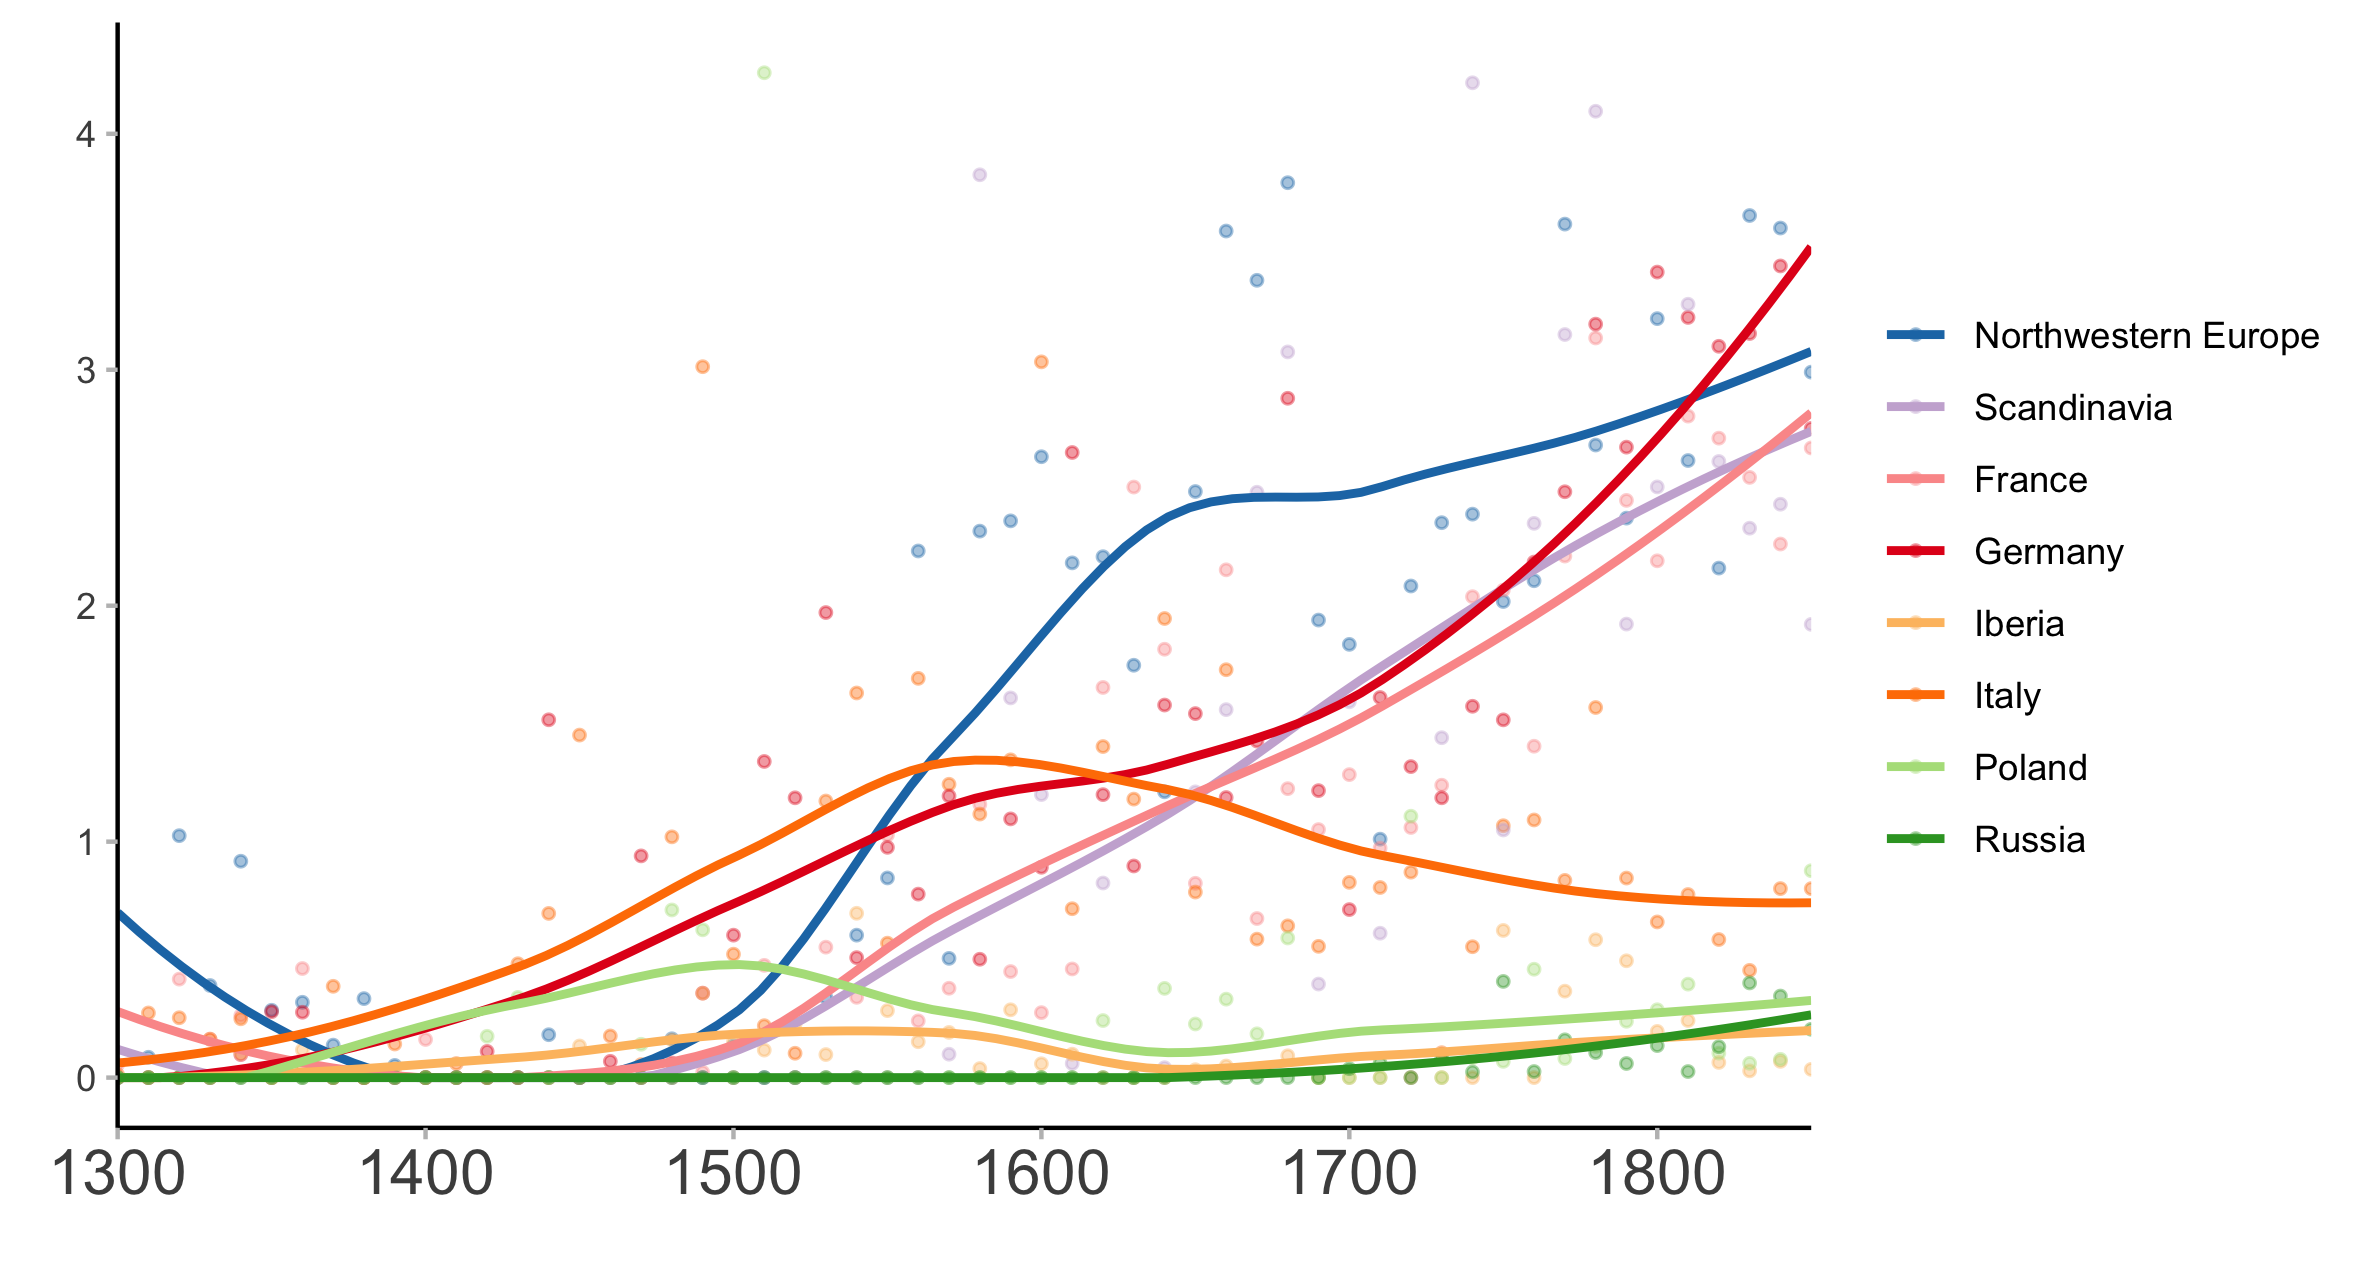 4
3
2
1
0
1300 1400 1500 1600 1700 1800
Northwestern Europe
Scandinavia
France
Germany
Iberia
Italy
Poland
Russia